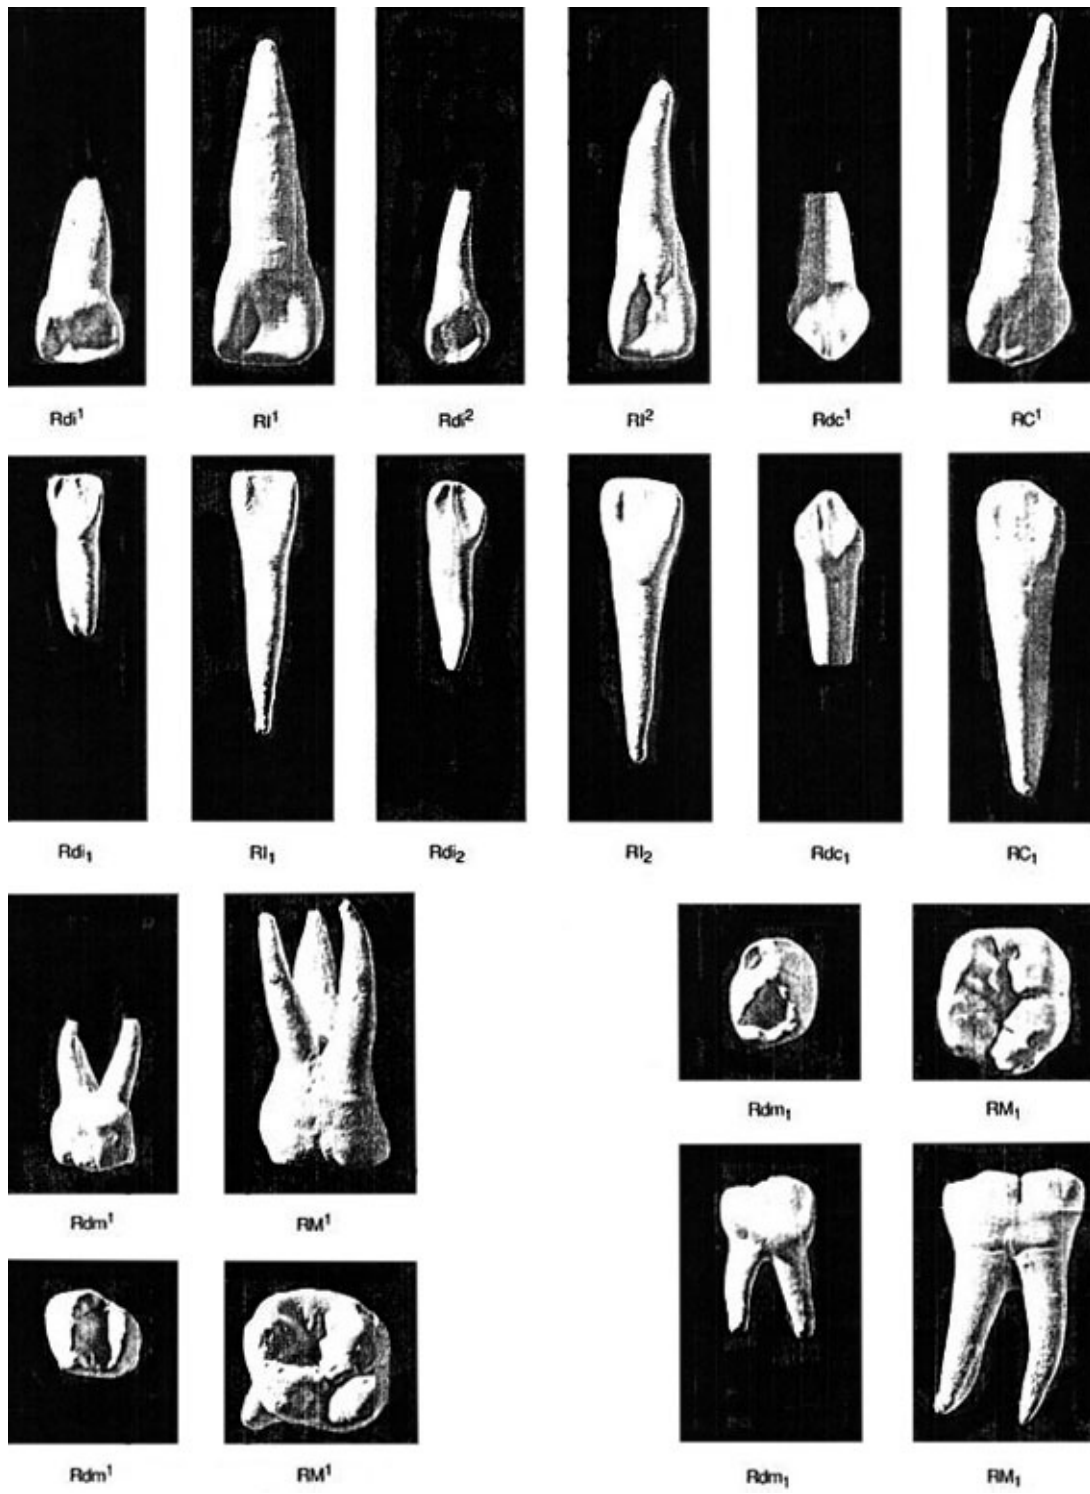 Rdi¹ RI¹ Rdi² RI² Rdc¹ RC¹
Rdi₁ RI₁ Rdi₂ RI₂ Rdc₁ RC₁
Rdm₁ RM₁
Rdm¹ RM¹
Rdm¹ RM¹ Rdm₁ RM₁